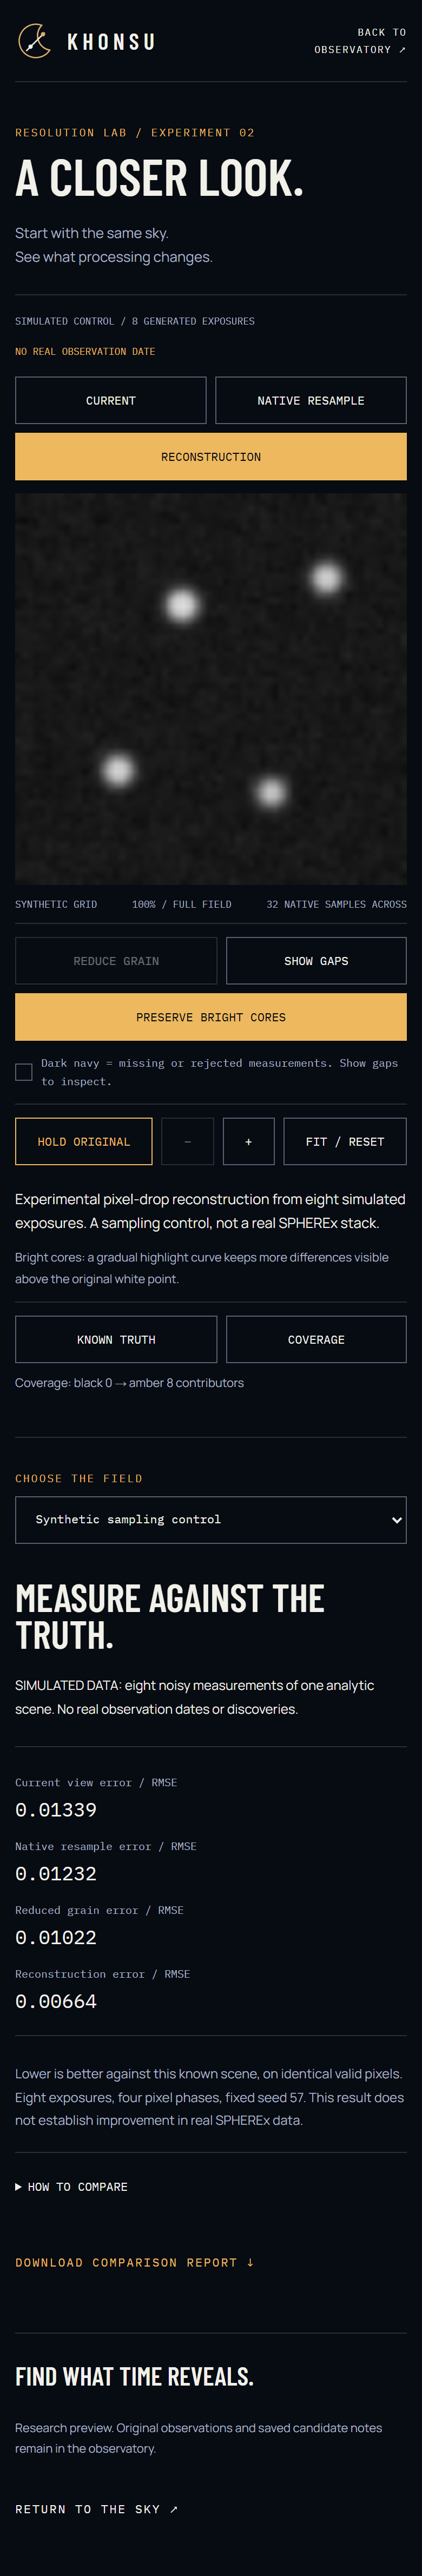 KHONSU
BACK TO
OBSERVATORY ↗
RESOLUTION LAB / EXPERIMENT 02
A CLOSER LOOK.
Start with the same sky.
See what processing changes.
SIMULATED CONTROL / 8 GENERATED EXPOSURES
NO REAL OBSERVATION DATE
CURRENT
NATIVE RESAMPLE
RECONSTRUCTION
SYNTHETIC GRID
100% / FULL FIELD
32 NATIVE SAMPLES ACROSS
REDUCE GRAIN
SHOW GAPS
PRESERVE BRIGHT CORES
Dark navy = missing or rejected measurements. Show gaps
to inspect.
HOLD ORIGINAL
−
+
FIT / RESET
Experimental pixel-drop reconstruction from eight simulated
exposures. A sampling control, not a real SPHEREx stack.
Bright cores: a gradual highlight curve keeps more differences visible
above the original white point.
KNOWN TRUTH
COVERAGE
Coverage: black 0 → amber 8 contributors
CHOOSE THE FIELD
Synthetic sampling control
MEASURE AGAINST THE
TRUTH.
SIMULATED DATA: eight noisy measurements of one analytic
scene. No real observation dates or discoveries.
Current view error / RMSE
0.01339
Native resample error / RMSE
0.01232
Reduced grain error / RMSE
0.01022
Reconstruction error / RMSE
0.00664
Lower is better against this known scene, on identical valid pixels.
Eight exposures, four pixel phases, fixed seed 57. This result does
not establish improvement in real SPHEREx data.
▶ HOW TO COMPARE
DOWNLOAD COMPARISON REPORT ↓
FIND WHAT TIME REVEALS.
Research preview. Original observations and saved candidate notes
remain in the observatory.
RETURN TO THE SKY ↗